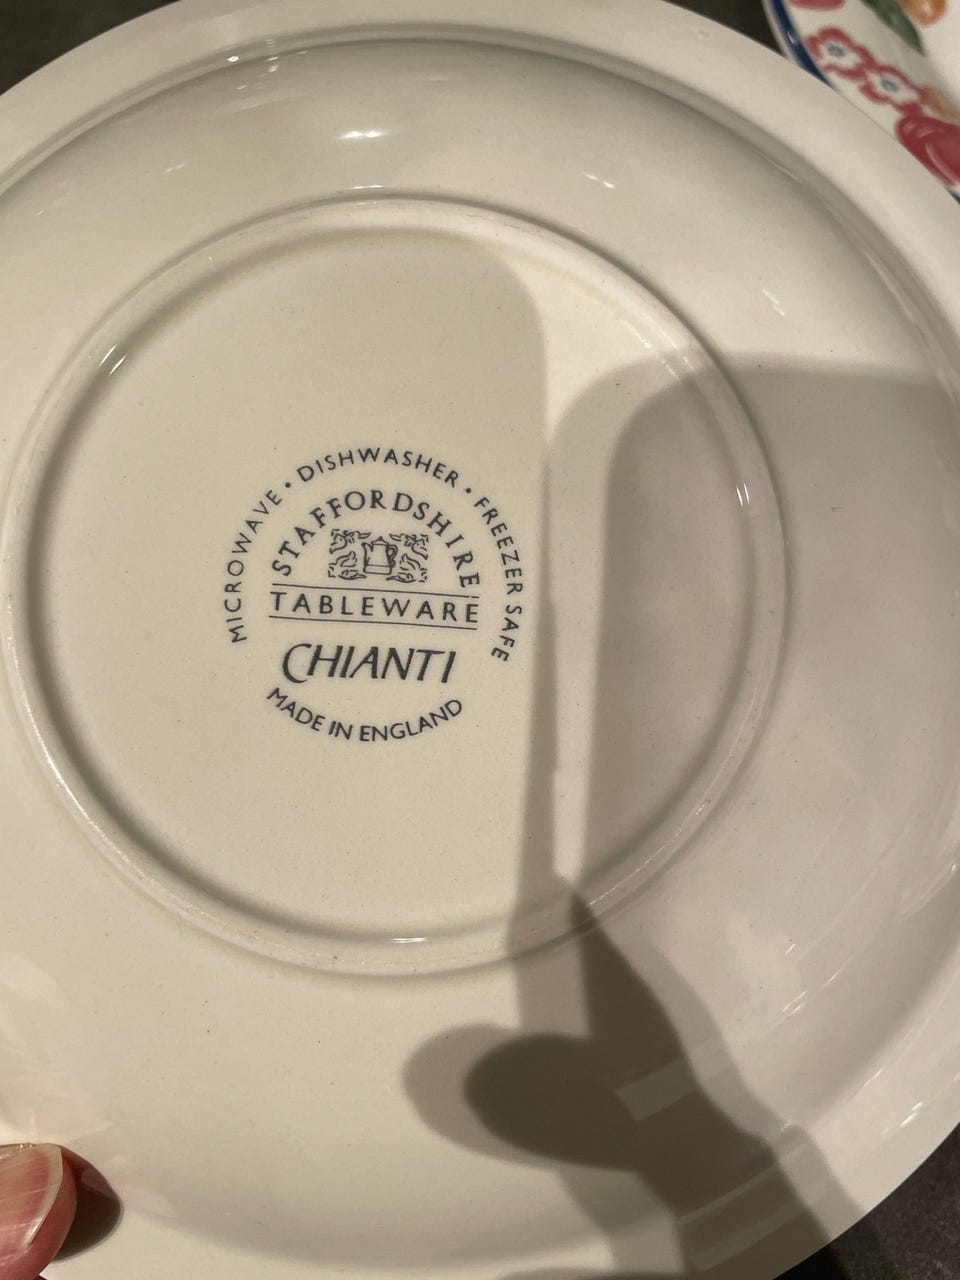 MICROWAVE • DISHWASHER • FREEZER SAFE
STAFFORDSHIRE
TABLEWARE
CHIANTI
MADE IN ENGLAND